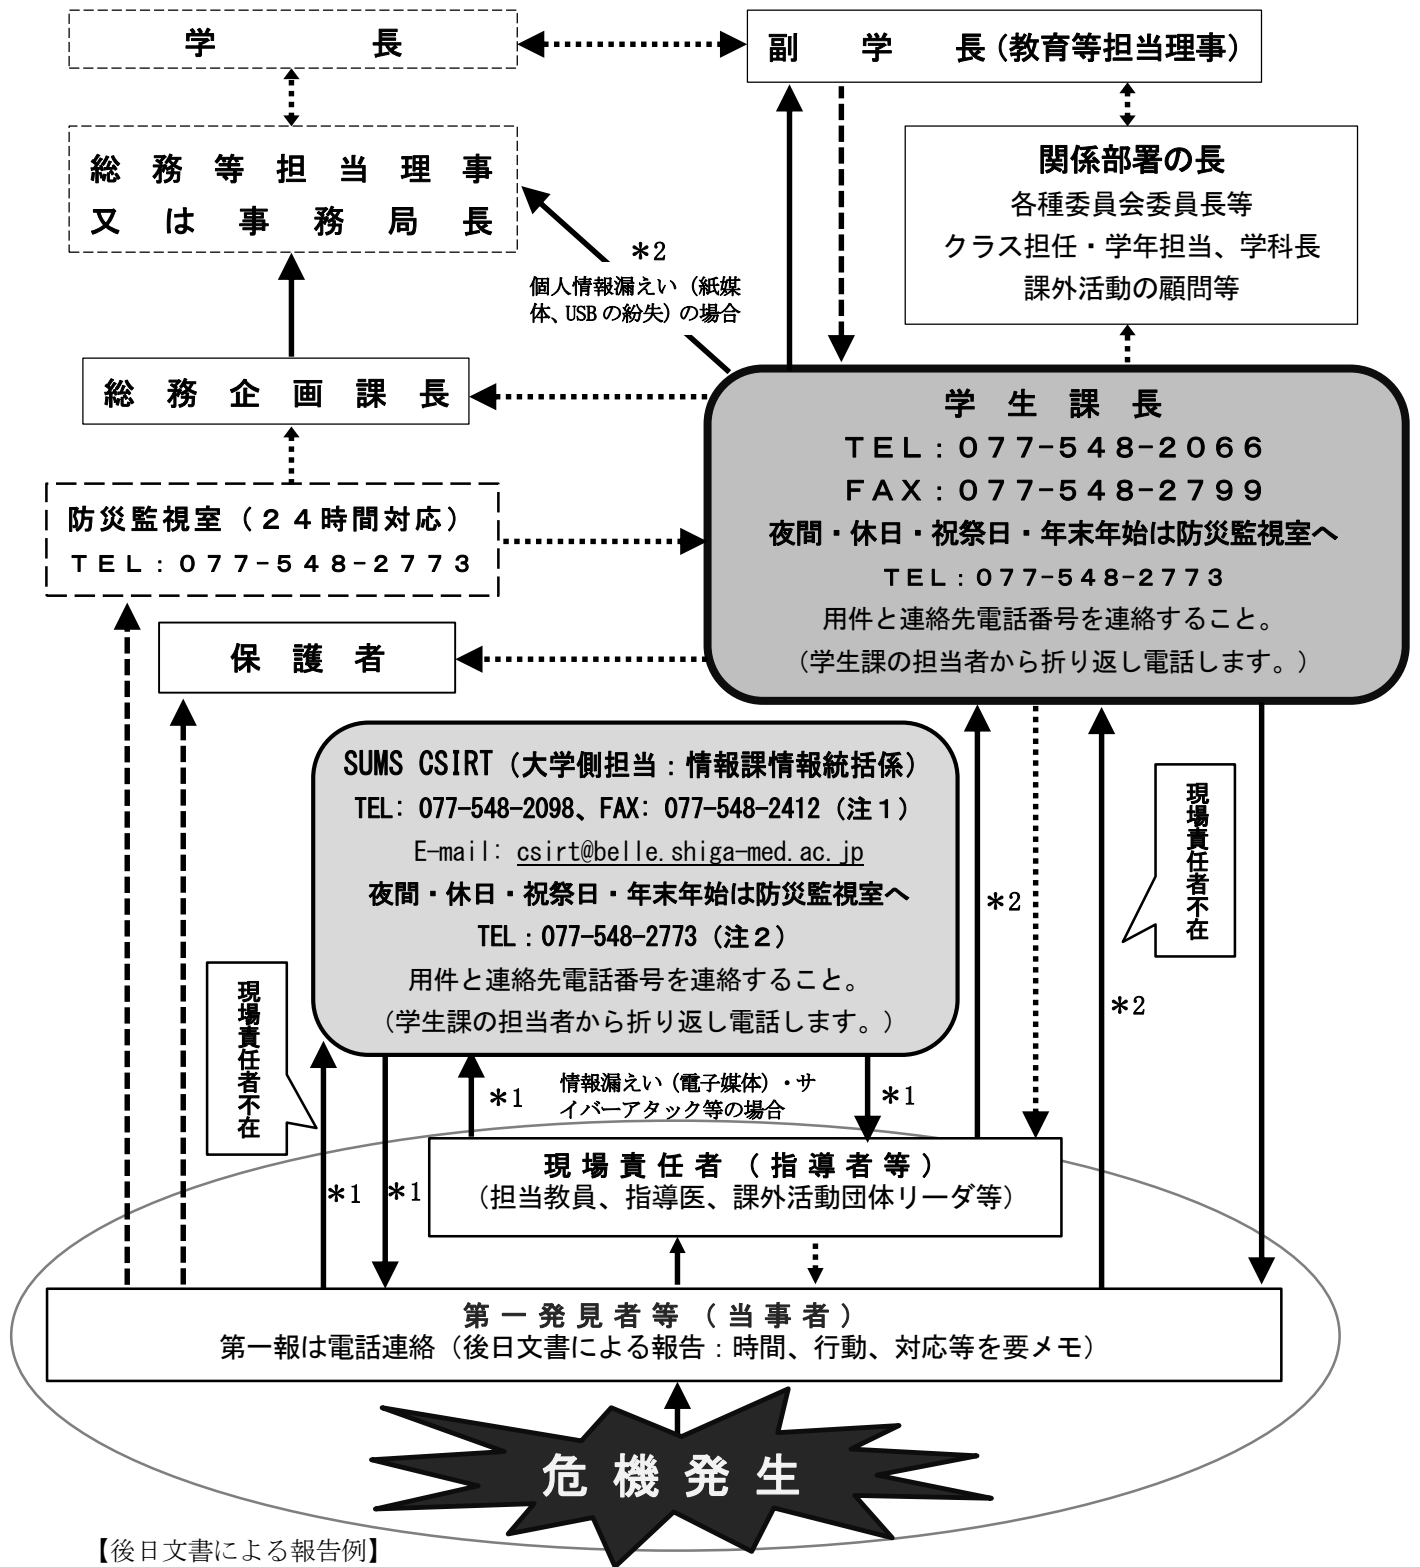 学 長
副 学 長（教育等担当理事）
総 務 等 担 当 理 事
又 は 事 務 局 長
関係部署の長
各種委員会委員長等
クラス担任・学年担当、学科長
課外活動の顧問等
＊2
個人情報漏えい（紙媒
体、USBの紛失）の場合
総 務 企 画 課 長
学 生 課 長
ＴＥＬ：０７７-５４８-２０６６
ＦＡＸ：０７７-５４８-２７９９
夜間・休日・祝祭日・年末年始は防災監視室へ
ＴＥＬ：０７７-５４８-２７７３
用件と連絡先電話番号を連絡すること。
（学生課の担当者から折り返し電話します。）
防災監視室（２４時間対応）
ＴＥＬ：０７７-５４８-２７７３
保 護 者
SUMS CSIRT（大学側担当：情報課情報統括係）
TEL: 077-548-2098、FAX: 077-548-2412（注１）
E-mail: csirt@belle.shiga-med.ac.jp
夜間・休日・祝祭日・年末年始は防災監視室へ
TEL：077-548-2773（注２）
用件と連絡先電話番号を連絡すること。
（学生課の担当者から折り返し電話します。）
現場責任者不在
＊2
＊2
現場責任者不在
＊1
情報漏えい（電子媒体）・サ
イバーアタック等の場合
＊1
＊1
＊1
現 場 責 任 者 （ 指 導 者 等 ）
（担当教員、指導医、課外活動団体リーダ等）
第 一 発 見 者 等 （ 当 事 者 ）
第一報は電話連絡（後日文書による報告：時間、行動、対応等を要メモ）
危 機 発 生
【後日文書による報告例】